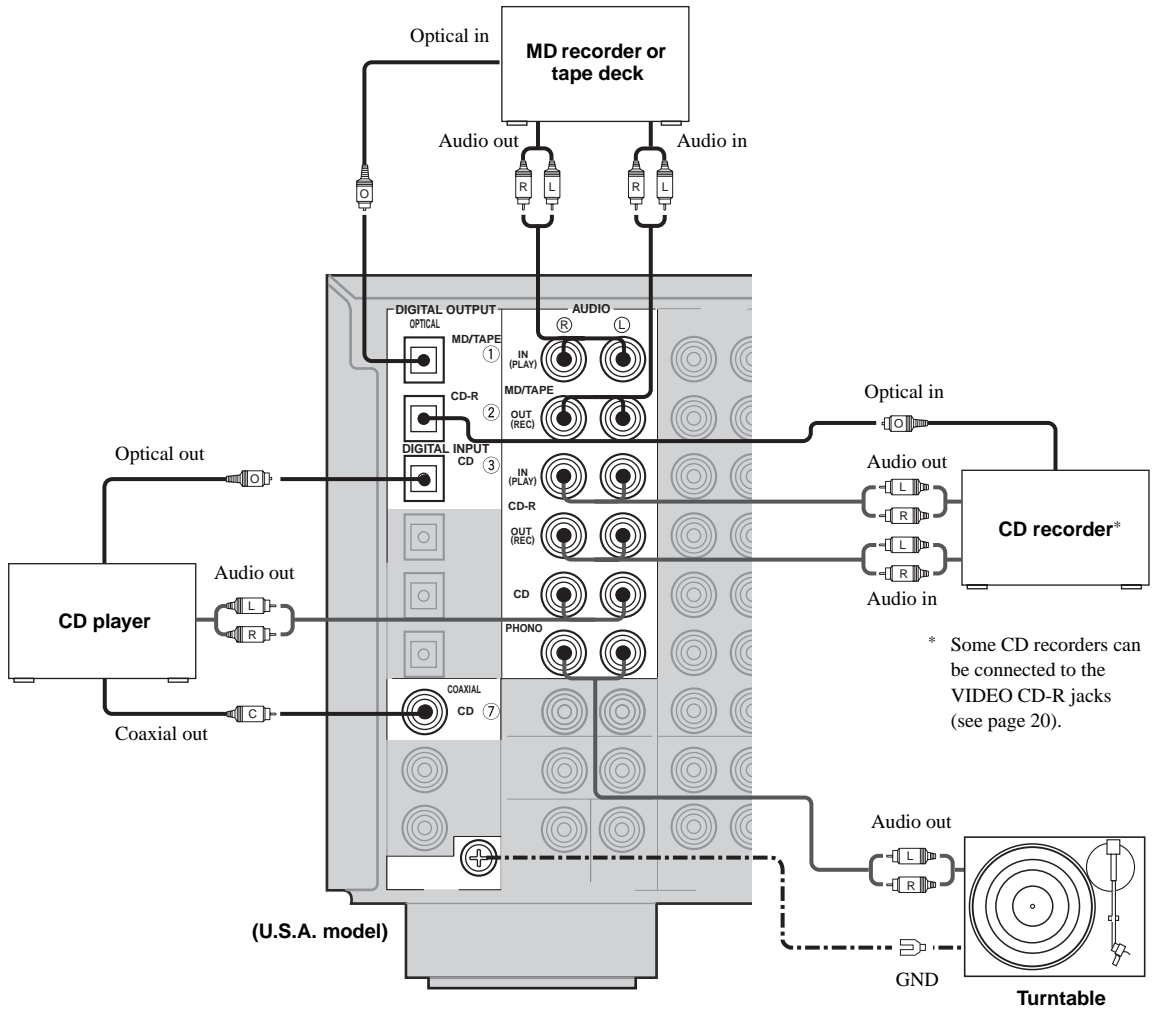 Optical in
MD recorder or
tape deck
Audio out
Audio in
R
L
R
L
O
DIGITAL OUTPUT
OPTICAL
MD/TAPE
①
CD-R
②
DIGITAL INPUT
CD ③
AUDIO
Ⓡ
Ⓛ
IN
(PLAY)
MD/TAPE
OUT
(REC)
IN
(PLAY)
CD-R
OUT
(REC)
CD
PHONO
COAXIAL
CD ⑦
Optical out
O
CD player
Audio out
L
R
C
Coaxial out
Optical in
O
Audio out
L
R
CD recorder*
L
R
Audio in
* Some CD recorders can
be connected to the
VIDEO CD-R jacks
(see page 20).
Audio out
L
R
GND
Turntable
(U.S.A. model)